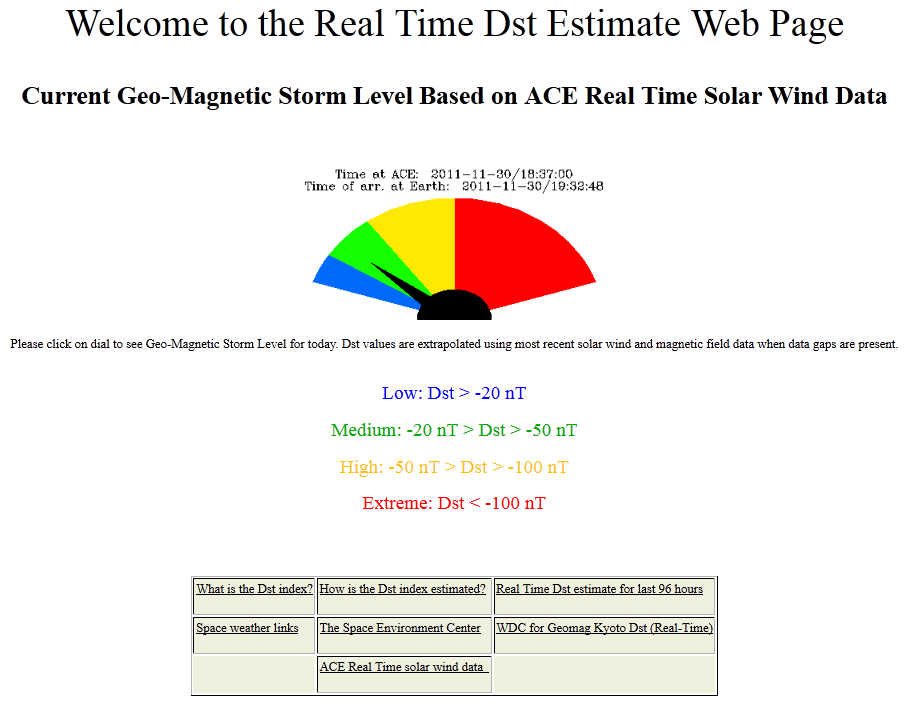 Welcome to the Real Time Dst Estimate Web Page
Current Geo-Magnetic Storm Level Based on ACE Real Time Solar Wind Data
Time at ACE: 2011-11-30/18:37:00
Time of arr. at Earth: 2011-11-30/19:32:48
Please click on dial to see Geo-Magnetic Storm Level for today. Dst values are extrapolated using most recent solar wind and magnetic field data when data gaps are present.
Low: Dst > -20 nT
Medium: -20 nT > Dst > -50 nT
High: -50 nT > Dst > -100 nT
Extreme: Dst < -100 nT
What is the Dst index? How is the Dst index estimated? Real Time Dst estimate for last 96 hours
Space weather links The Space Environment Center WDC for Geomag Kyoto Dst (Real-Time)
ACE Real Time solar wind data